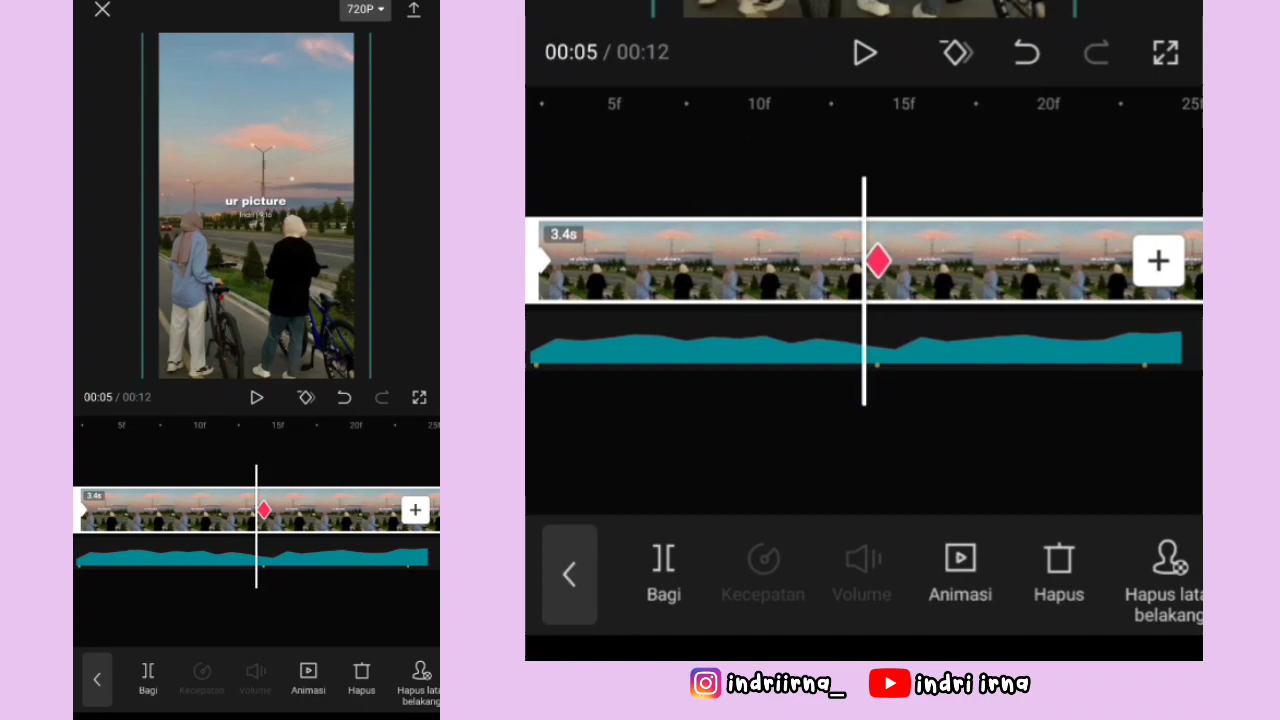 720P
ur picture
00:05 / 00:12
5f 10f 15f 20f 25f
3.4s
Bagi Kecepatan Volume Animasi Hapus Hapus lata
belakang
00:05 / 00:12
5f 10f 15f 20f 25f
3.4s
Bagi Kecepatan Volume Animasi Hapus Hapus lata
belakang
indriirna_ indri irna